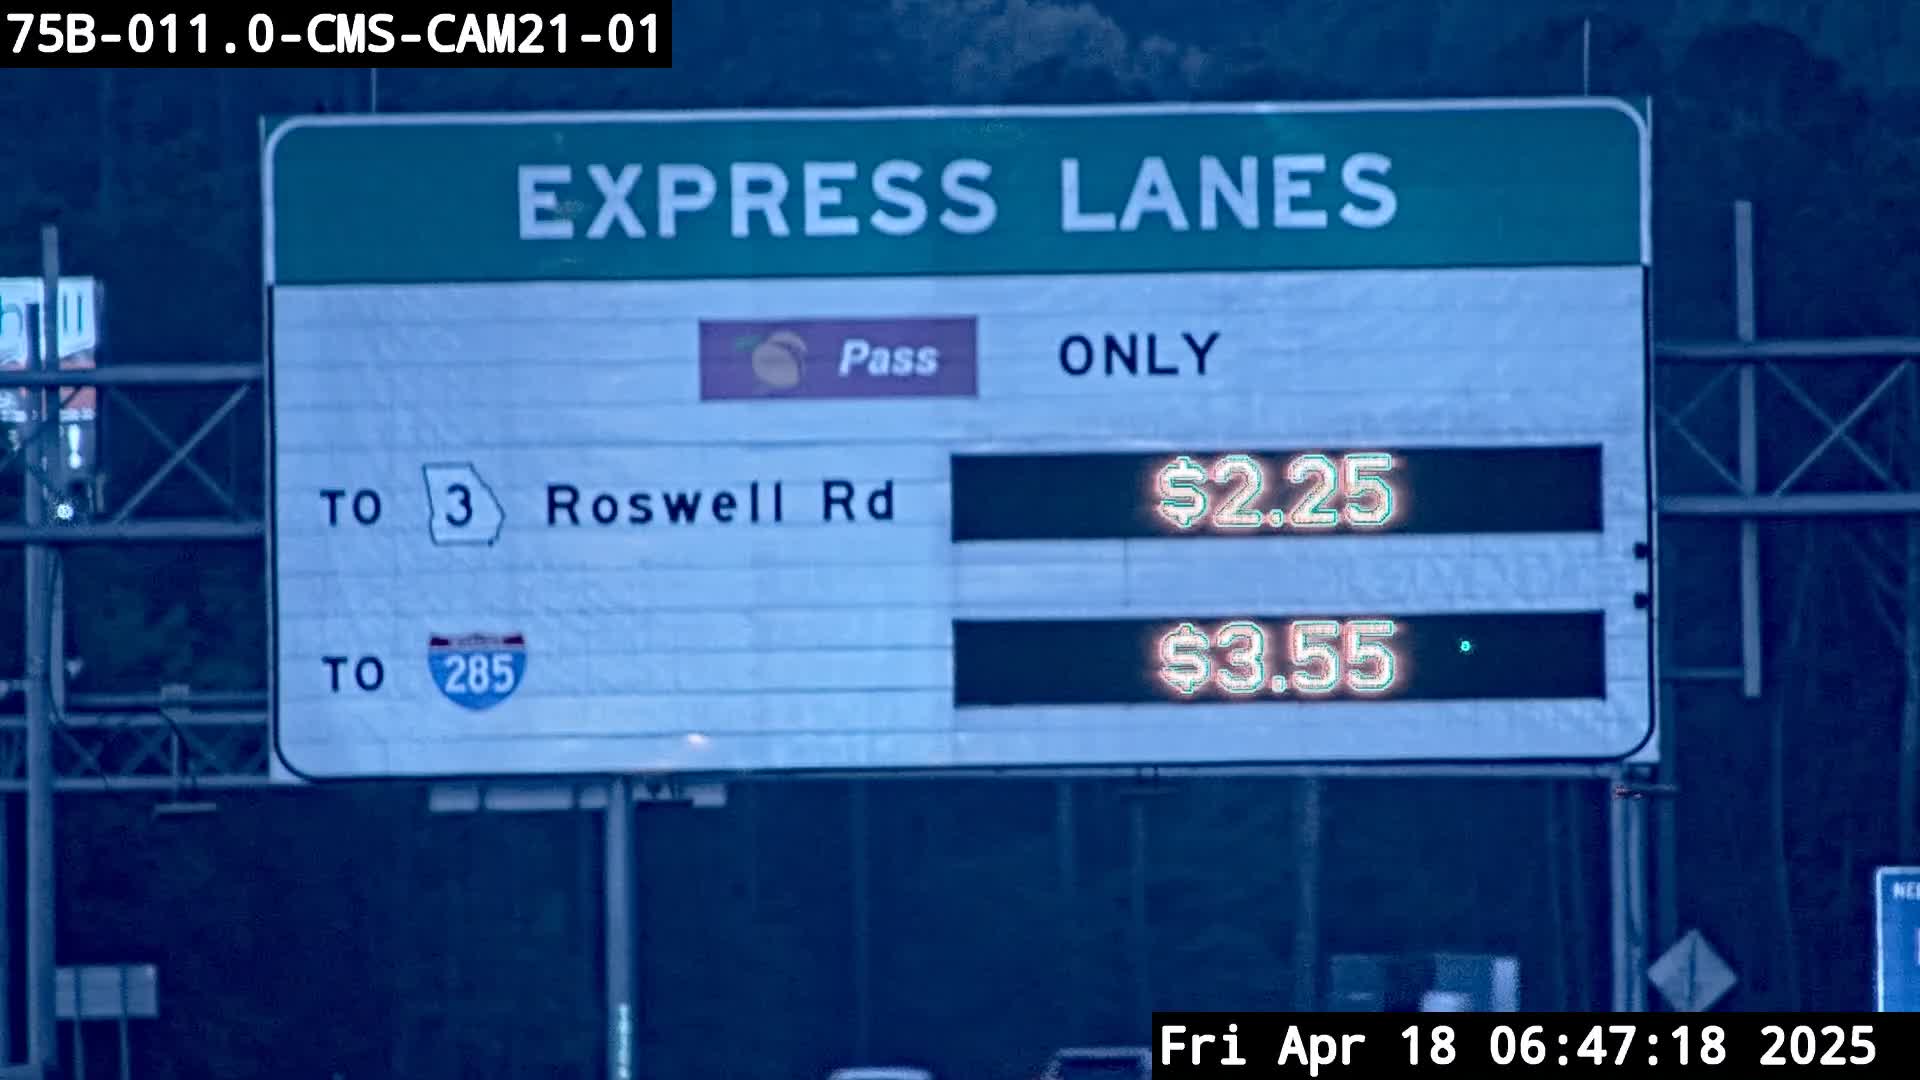 75B-011.0-CMS-CAM21-01
EXPRESS LANES
Pass ONLY
TO 3 Roswell Rd $2.25
TO 285 $3.55
Fri Apr 18 06:47:18 2025